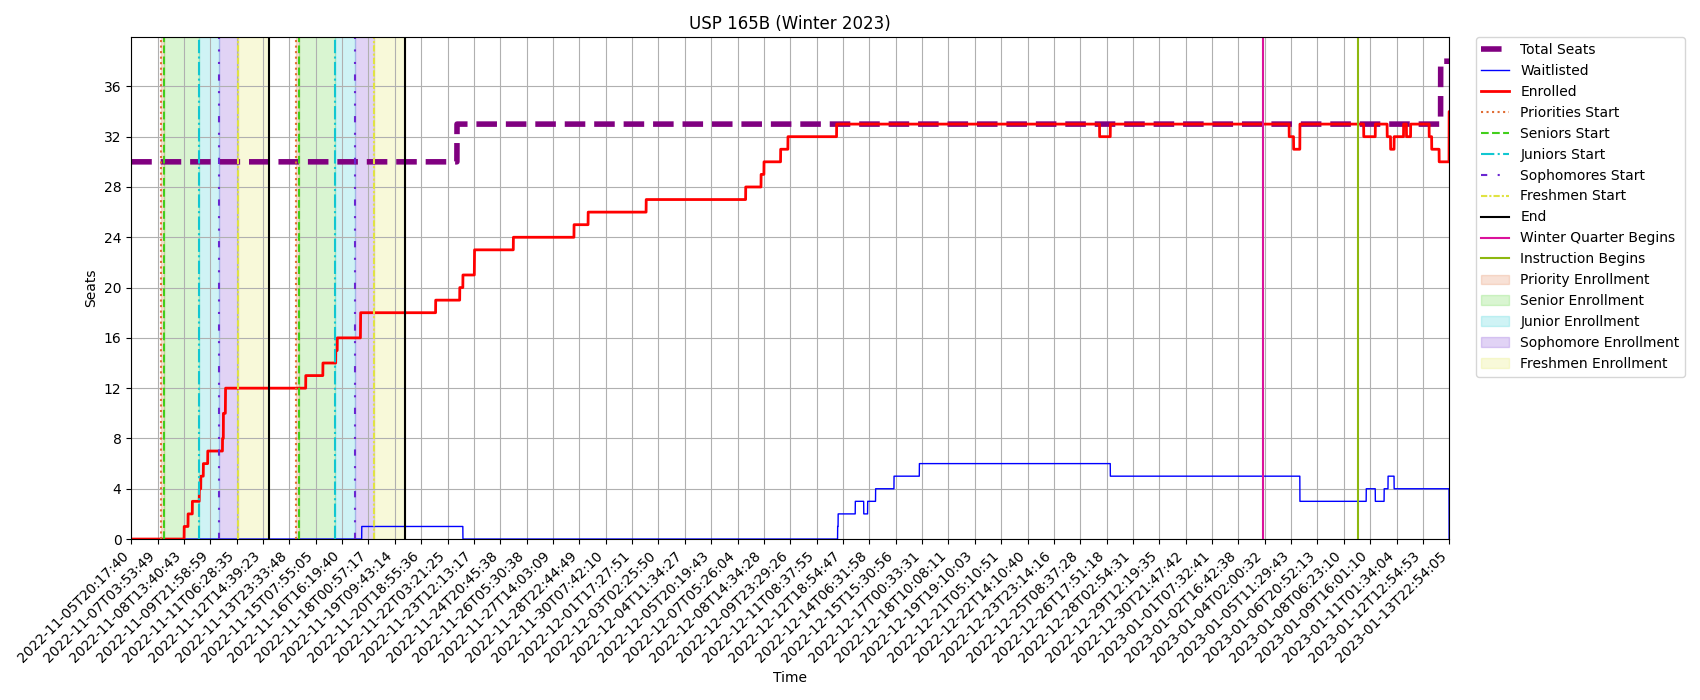 USP 165B (Winter 2023)
Seats
36
32
28
24
20
16
12
8
4
0
2022-11-05T20:17:40
2022-11-07T03:53:49
2022-11-08T13:40:43
2022-11-09T21:58:59
2022-11-11T06:28:35
2022-11-12T14:39:23
2022-11-13T23:33:48
2022-11-15T07:55:05
2022-11-16T16:19:40
2022-11-18T00:57:17
2022-11-19T09:43:14
2022-11-20T18:55:36
2022-11-22T03:21:25
2022-11-23T12:13:17
2022-11-24T20:45:38
2022-11-26T05:30:38
2022-11-27T14:03:09
2022-11-28T22:44:49
2022-11-30T07:42:10
2022-12-01T17:27:51
2022-12-03T02:25:50
2022-12-04T11:34:27
2022-12-05T20:19:43
2022-12-07T05:26:04
2022-12-08T14:34:28
2022-12-09T23:29:26
2022-12-11T08:37:55
2022-12-12T18:54:47
2022-12-14T06:31:58
2022-12-15T15:30:56
2022-12-17T00:33:31
2022-12-18T10:08:11
2022-12-19T19:10:03
2022-12-21T05:10:51
2022-12-22T14:10:40
2022-12-23T23:14:16
2022-12-25T08:37:28
2022-12-26T17:51:18
2022-12-28T02:54:31
2022-12-29T12:19:35
2022-12-30T21:47:42
2023-01-01T07:32:41
2023-01-02T16:42:38
2023-01-04T02:00:32
2023-01-05T11:29:43
2023-01-06T20:52:13
2023-01-08T06:23:10
2023-01-09T16:01:10
2023-01-11T01:34:04
2023-01-12T12:54:53
2023-01-13T22:54:05
Time
Total Seats
Waitlisted
Enrolled
Priorities Start
Seniors Start
Juniors Start
Sophomores Start
Freshmen Start
End
Winter Quarter Begins
Instruction Begins
Priority Enrollment
Senior Enrollment
Junior Enrollment
Sophomore Enrollment
Freshmen Enrollment